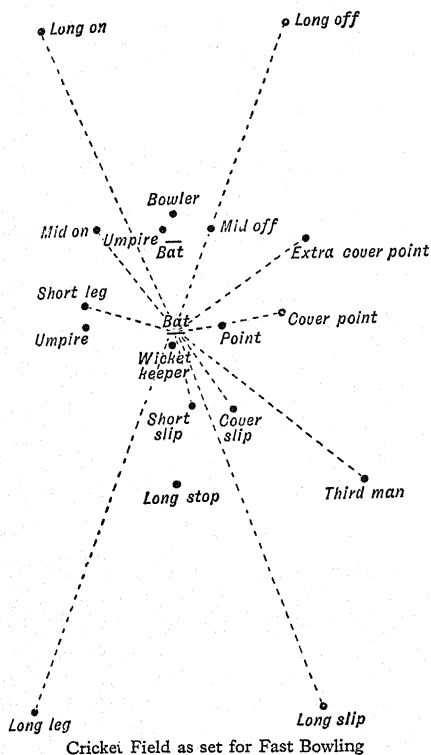 Long on
Long off
Bowler
Mid on
Umpire
Bat
Mid off
Extra cover point
Short leg
Umpire
Bat
Point
Cover point
Wicket
keeper
Short
slip
Cover
slip
Long stop
Third man
Long leg
Long slip
Cricket Field as set for Fast Bowling